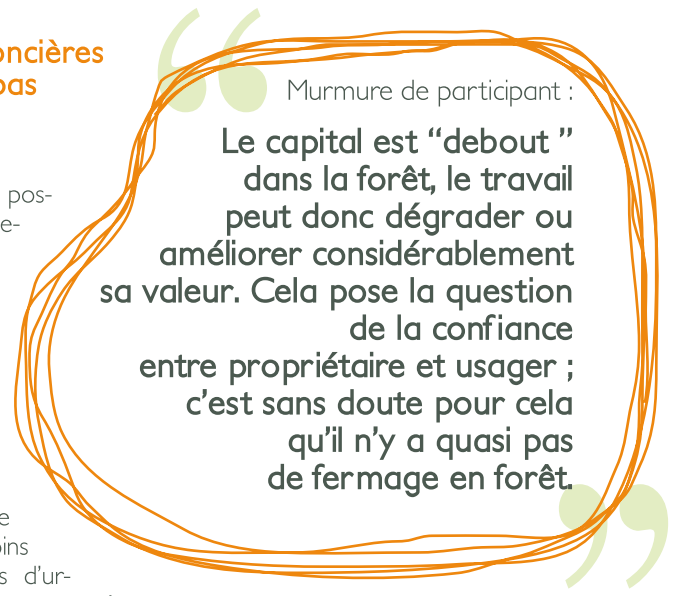 oncières
pas
Murmure de participant :
Le capital est “debout ”
dans la forêt, le travail
peut donc dégrader ou
améliorer considérablement
sa valeur. Cela pose la question
de la confiance
entre propriétaire et usager ;
c’est sans doute pour cela
qu’il n’y a quasi pas
de fermage en forêt.
pos-
e-
e
ins
s d’ur-